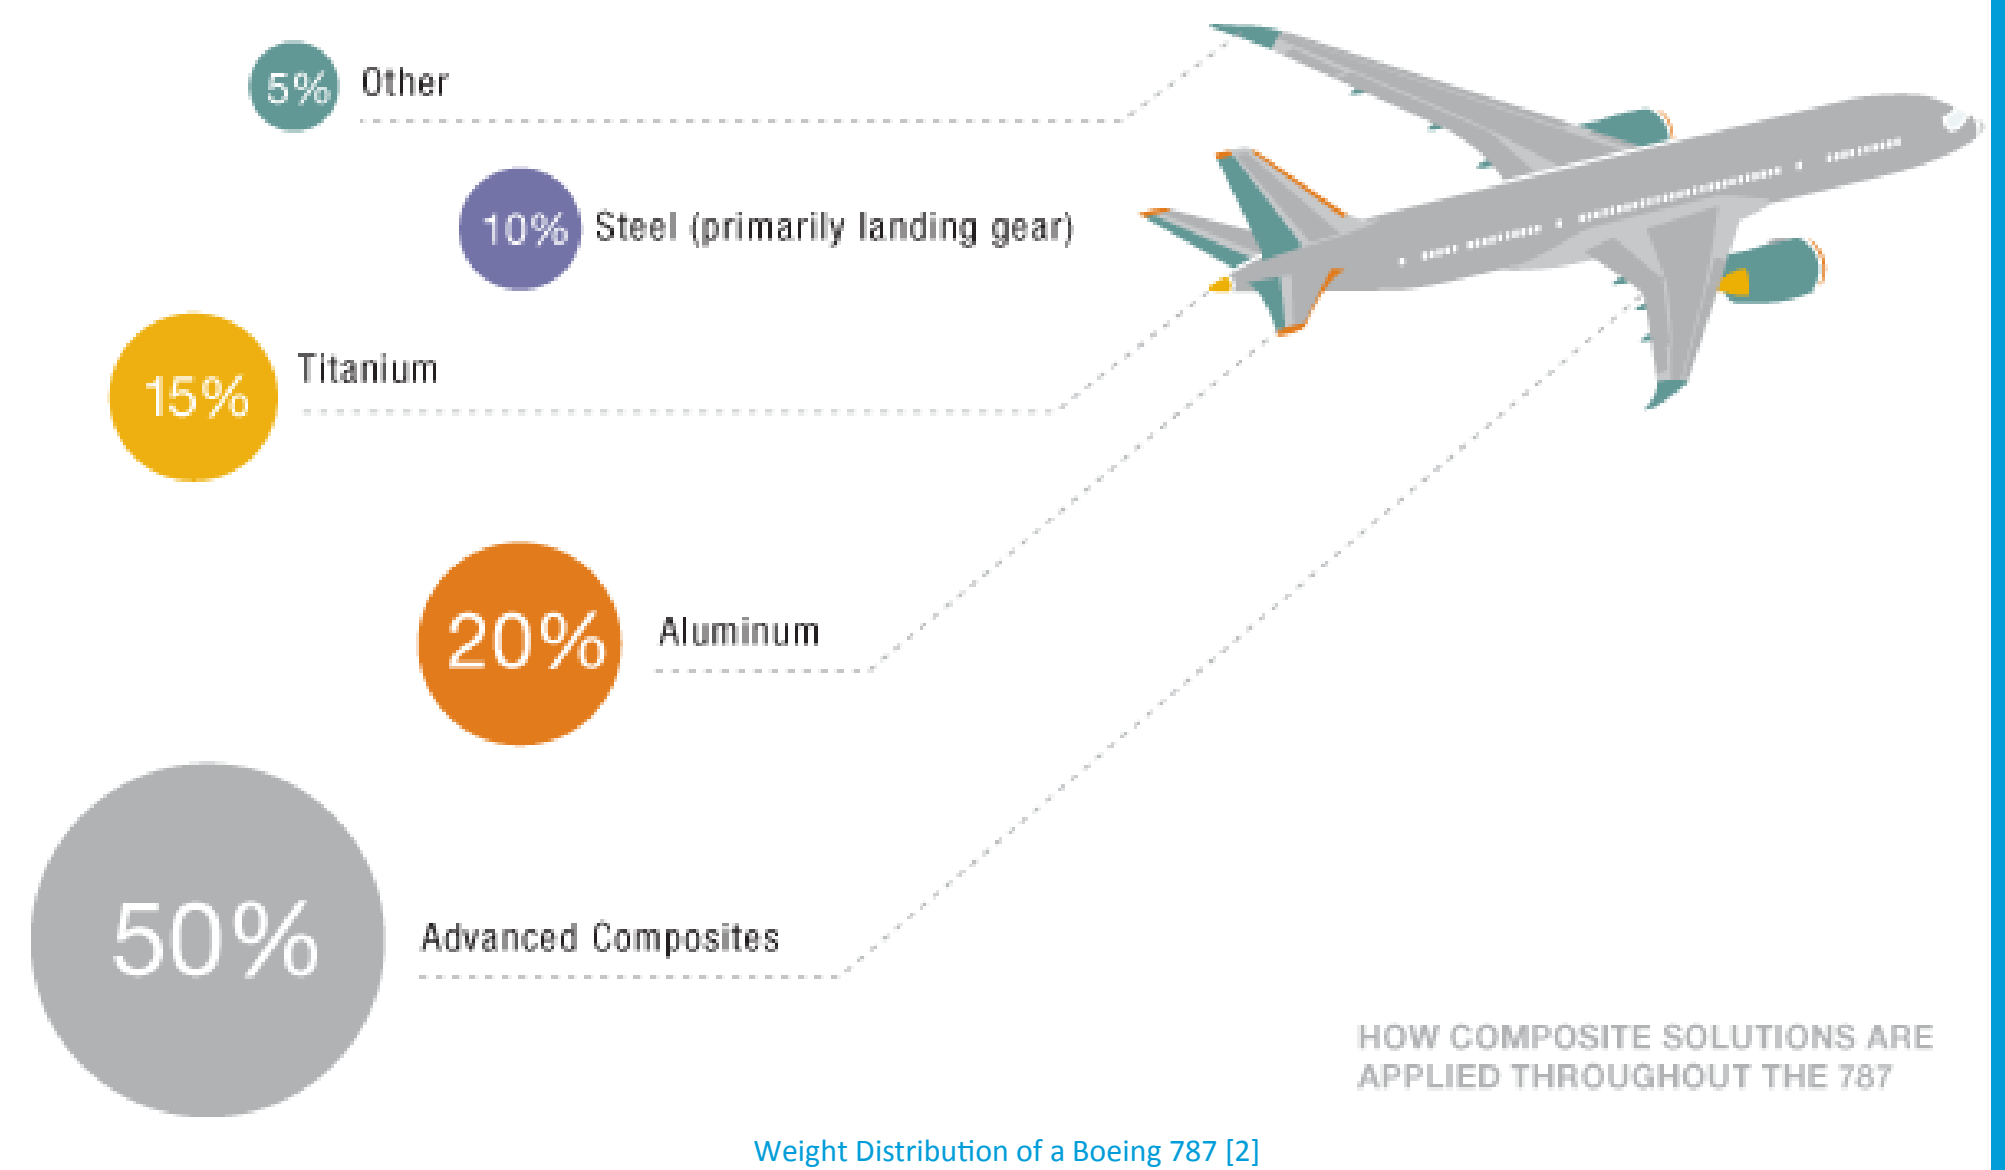 5% Other
10% Steel (primarily landing gear)
15% Titanium
20% Aluminum
50% Advanced Composites
HOW COMPOSITE SOLUTIONS ARE
APPLIED THROUGHOUT THE 787
Weight Distribution of a Boeing 787 [2]